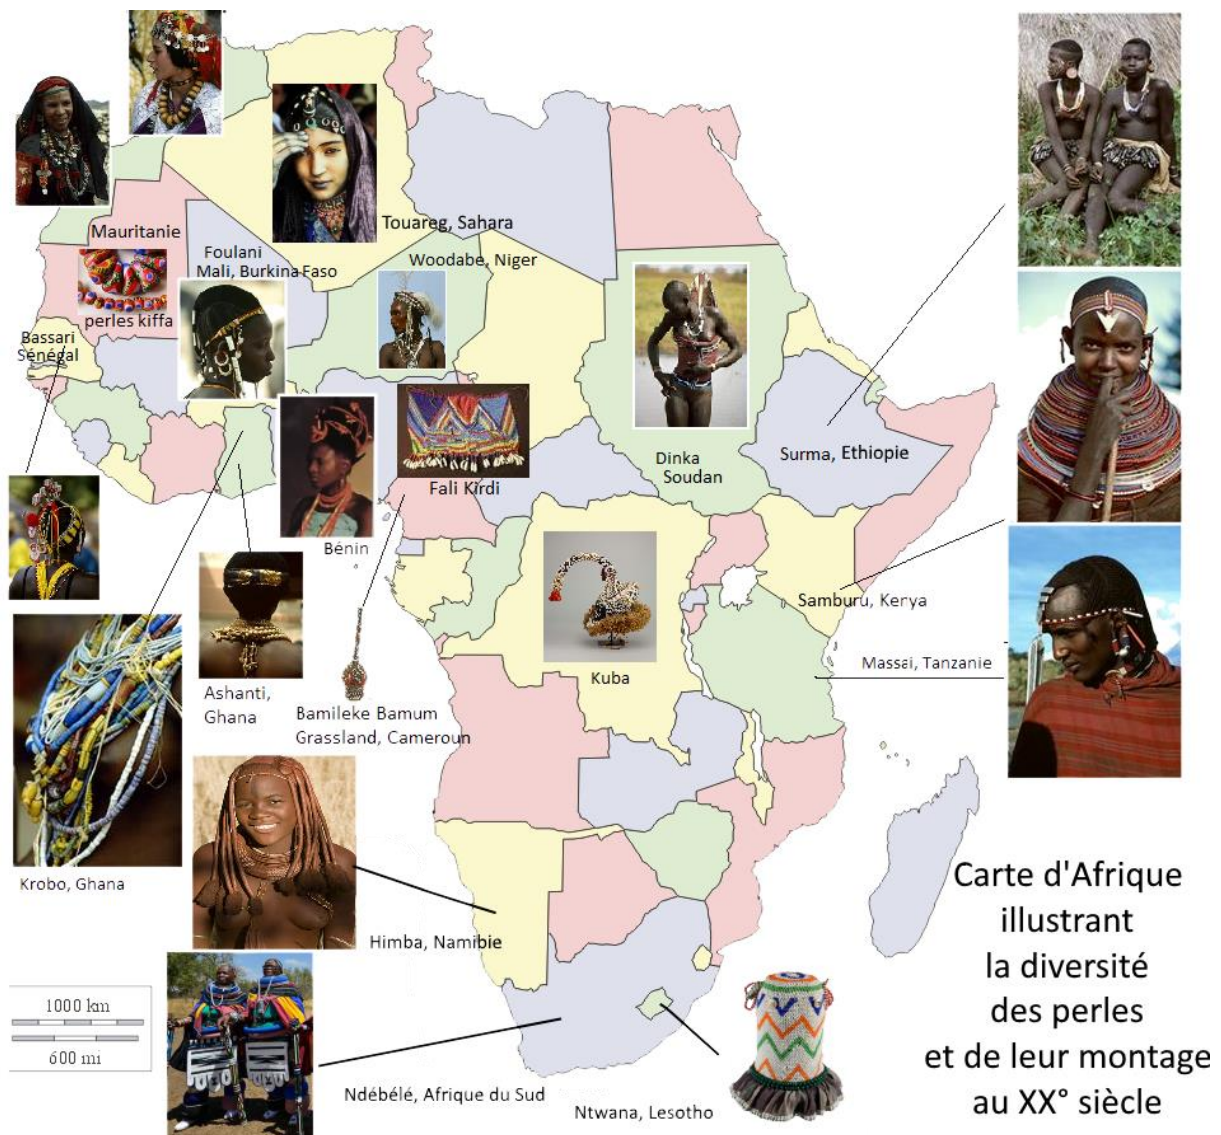 Mauritanie
Touareg, Sahara
Foulani
Mali, Burkina Faso
Woodabe, Niger
perles kiffa
Bassari
Sénégal
Surma, Ethiopie
Dinka
Soudan
Fali Kirdi
Bénin
Samburu, Kenya
Massai, Tanzanie
Kuba
Ashanti,
Ghana
Bamileke Bamum
Grassland, Cameroun
Krobo, Ghana
Himba, Namibie
Carte d'Afrique
illustrant
la diversité
des perles
et de leur montage
au XX° siècle
1000 km
600 mi
Ndébélé, Afrique du Sud
Ntwana, Lesotho